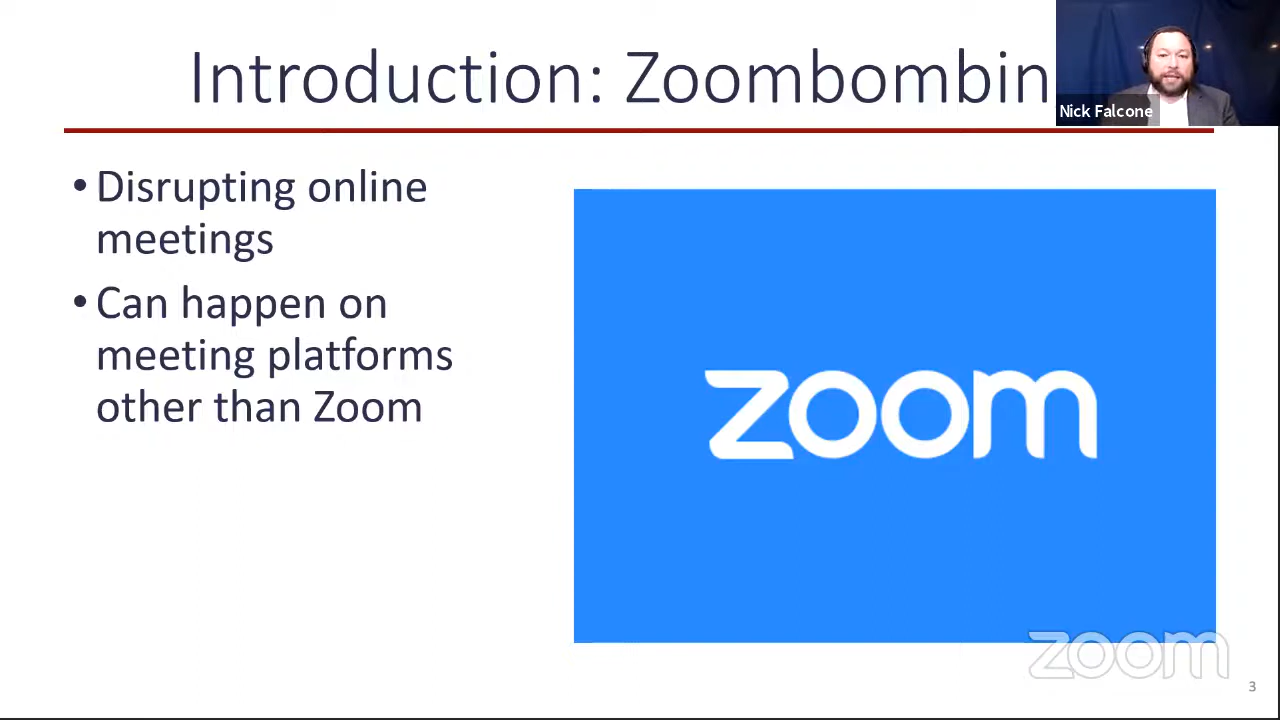 Introduction: Zoombombin
Nick Falcone
• Disrupting online
meetings
• Can happen on
meeting platforms
other than Zoom
zoom
zoom
3